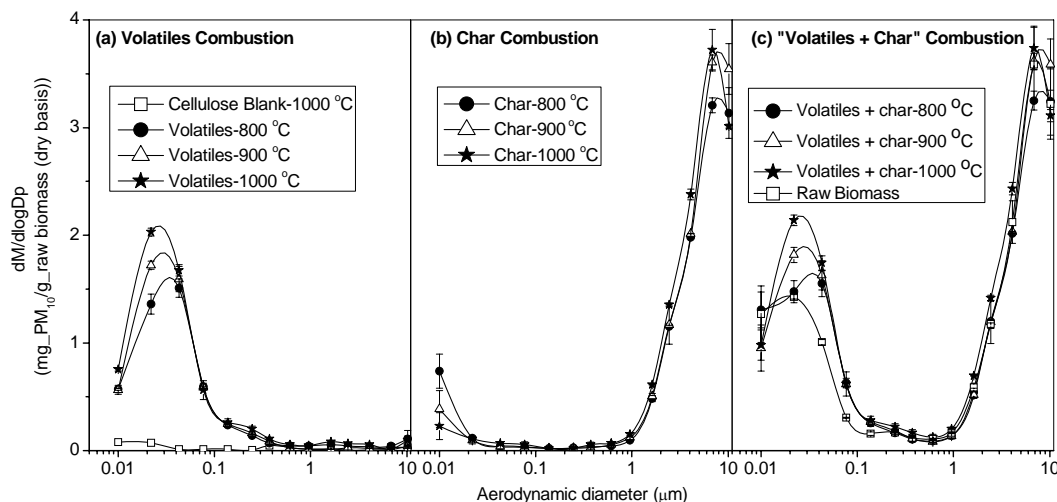 (a) Volatiles Combustion
Cellulose Blank-1000 °C
Volatiles-800 °C
Volatiles-900 °C
Volatiles-1000 °C
(b) Char Combustion
Char-800 °C
Char-900 °C
Char-1000 °C
(c) "Volatiles + Char" Combustion
Volatiles + char-800 °C
Volatiles + char-900 °C
Volatiles + char-1000 °C
Raw Biomass
dM/dlogDp
(mg_PM₁₀/g_raw biomass (dry basis))
4
3
2
1
0
0.01 0.1 1 10
0.01 0.1 1 10
0.01 0.1 1 10
Aerodynamic diameter (μm)